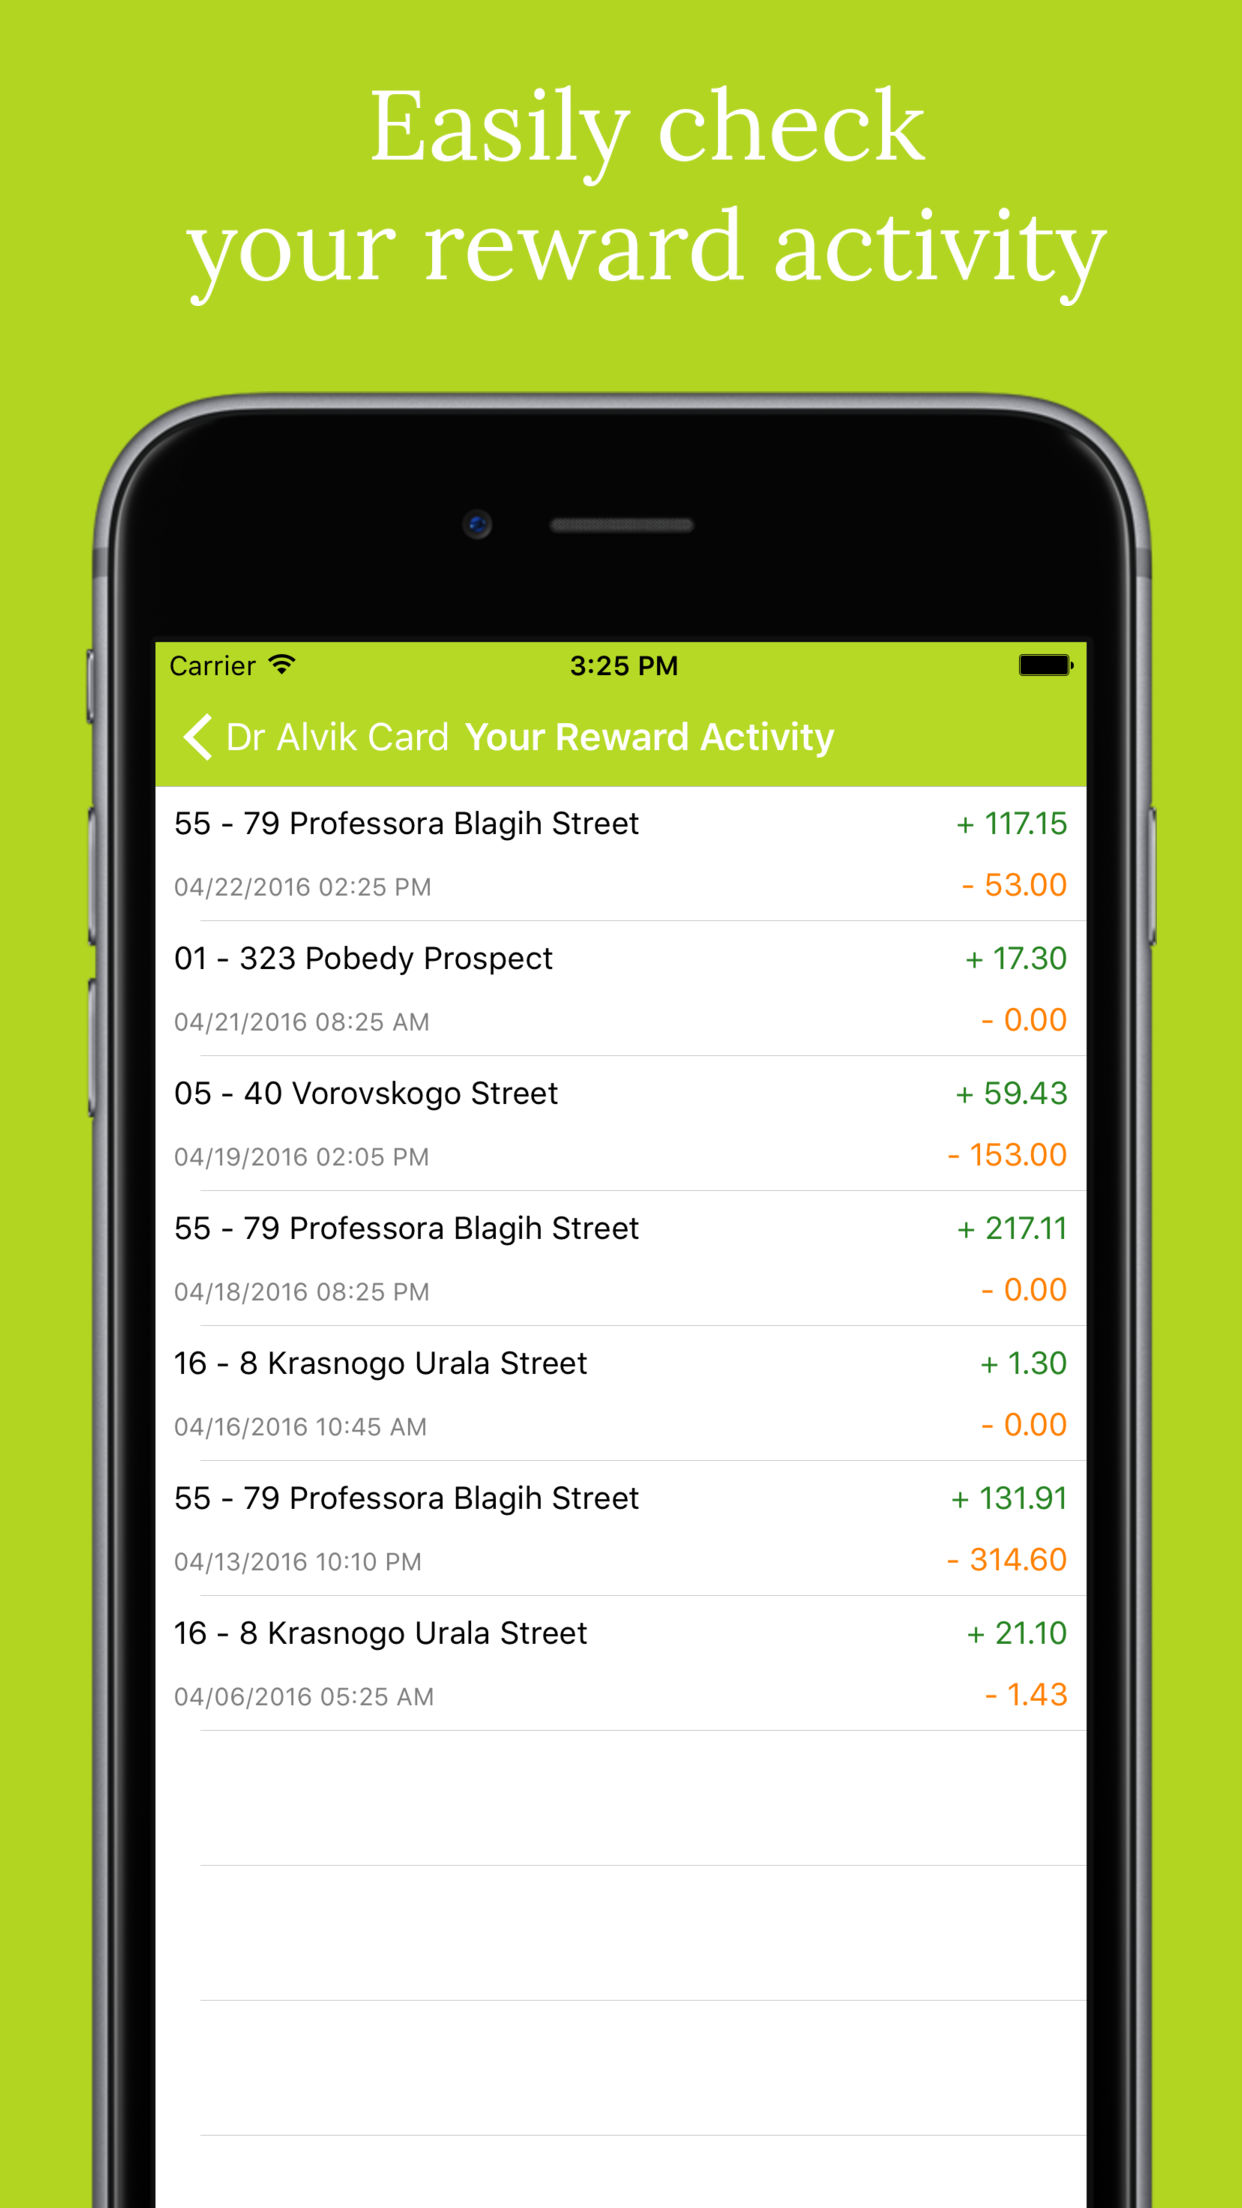 Easily check
your reward activity
Carrier 3:25 PM
Dr Alvik Card Your Reward Activity
55 - 79 Professora Blagih Street + 117.15
04/22/2016 02:25 PM - 53.00
01 - 323 Pobedy Prospect + 17.30
04/21/2016 08:25 AM - 0.00
05 - 40 Vorovskogo Street + 59.43
04/19/2016 02:05 PM - 153.00
55 - 79 Professora Blagih Street + 217.11
04/18/2016 08:25 PM - 0.00
16 - 8 Krasnogo Urala Street + 1.30
04/16/2016 10:45 AM - 0.00
55 - 79 Professora Blagih Street + 131.91
04/13/2016 10:10 PM - 314.60
16 - 8 Krasnogo Urala Street + 21.10
04/06/2016 05:25 AM - 1.43